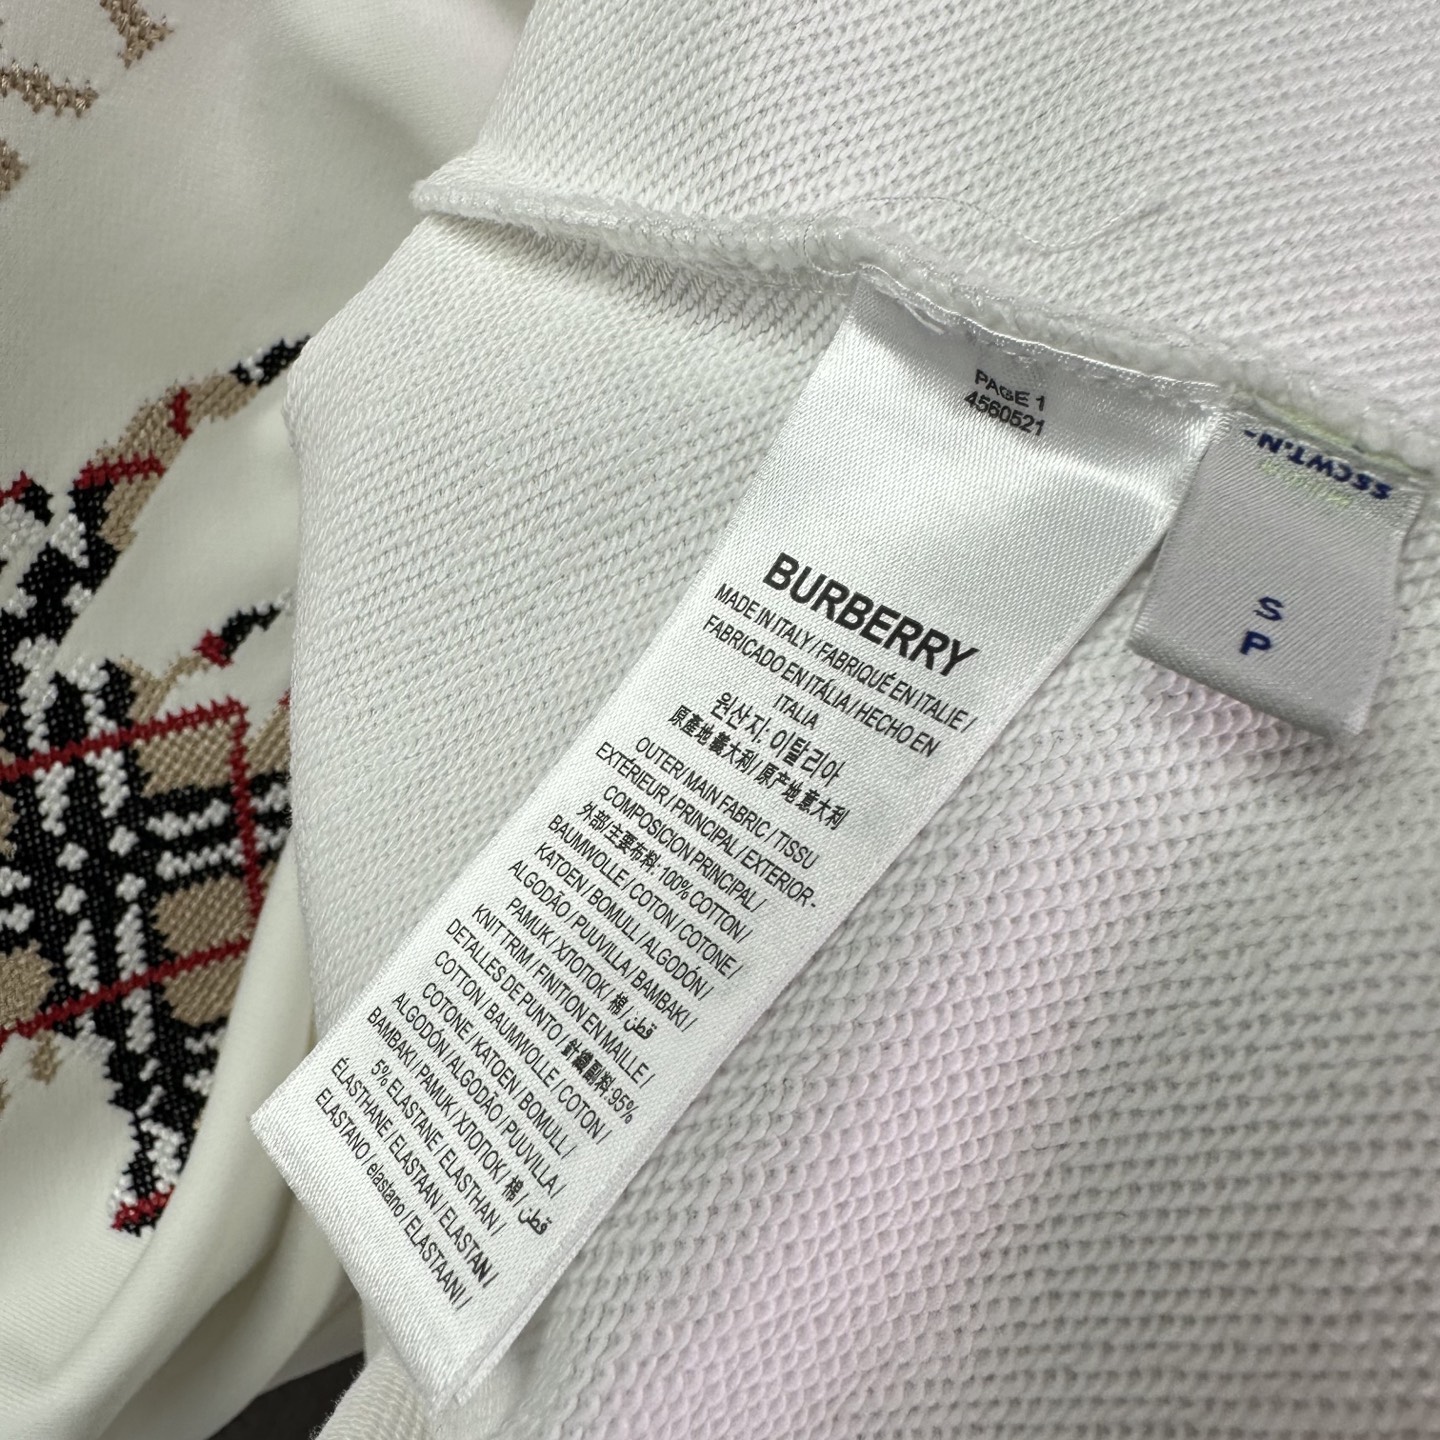 PAGE 1
4560521
BURBERRY
MADE IN ITALY / FABRIQUÉ EN ITALIE /
FABRICADO EN ITÁLIA / HECHO EN
ITALIA
원산지: 이탈리아
原產地 義大利 / 原产地 意大利
OUTER/ MAIN FABRIC / TISSU
EXTÉRIEUR / PRINCIPAL / EXTERIOR-
COMPOSICION PRINCIPAL /
外部/主要布料: 100% COTTON /
BAUMWOLLE / COTON / COTONE /
KATOEN / BOMULL / ALGODÓN /
ALGODÃO / PUUVILLA / BAMBAKI /
PAMUK / ХЛОПОК / 棉 / قطن
KNIT TRIM / FINITION EN MAILLE /
DETALLES DE PUNTO / 針織副料: 95%
COTTON / BAUMWOLLE / COTON /
COTONE / KATOEN / BOMULL /
ALGODÓN / ALGODÃO / PUUVILLA /
BAMBAKI / PAMUK / ХЛОПОК / 棉 / قطن
5% ELASTANE / ELASTHAN /
ÉLASTHANE / ELASTAAN / ELASTAN /
ELASTANO / elastano / ELASTAANI /
S
P